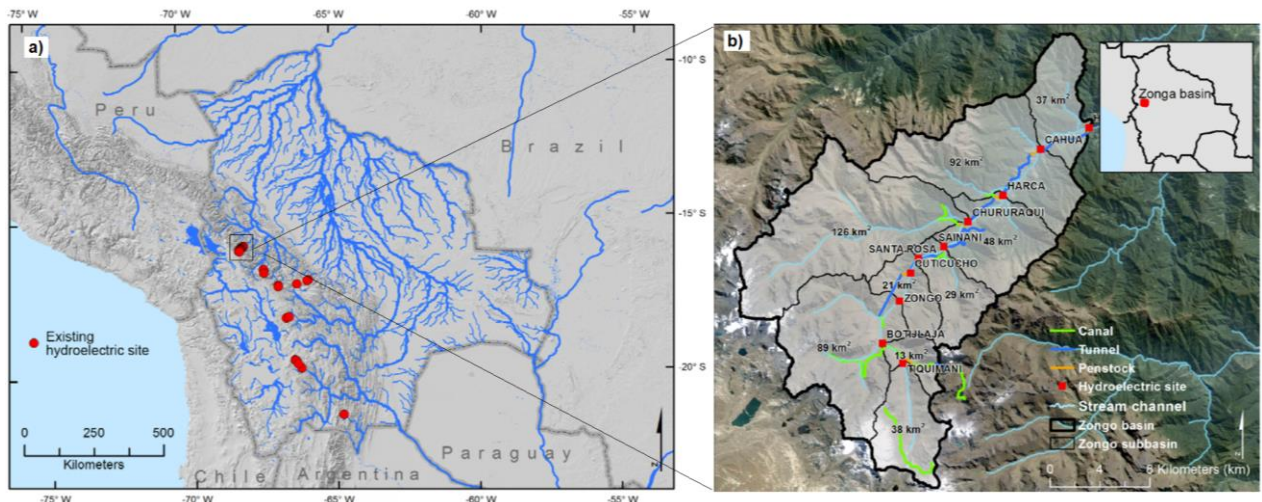 -75° W
-70° W
-65° W
-60° W
-55° W
a)
Peru
Brazil
Existing
hydroelectric site
0 250 500
Kilometers
Chile
Argentina
Paraguay
-10° S
-15° S
-20° S
-75° W
-70° W
-65° W
-60° W
-55° W
b)
Zonga basin
37 km²
CAHUA
92 km²
HARCA
CHURURAQUI
126 km²
SAINANI
48 km²
SANTA ROSA
CUTICUCHO
21 km²
29 km²
ZONGO
BOTIJLAJA
89 km²
13 km²
TIQUIMANI
38 km²
Canal
Tunnel
Penstock
Hydroelectric site
Stream channel
Zongo basin
Zongo subbasin
0 4 8 Kilometers (km)